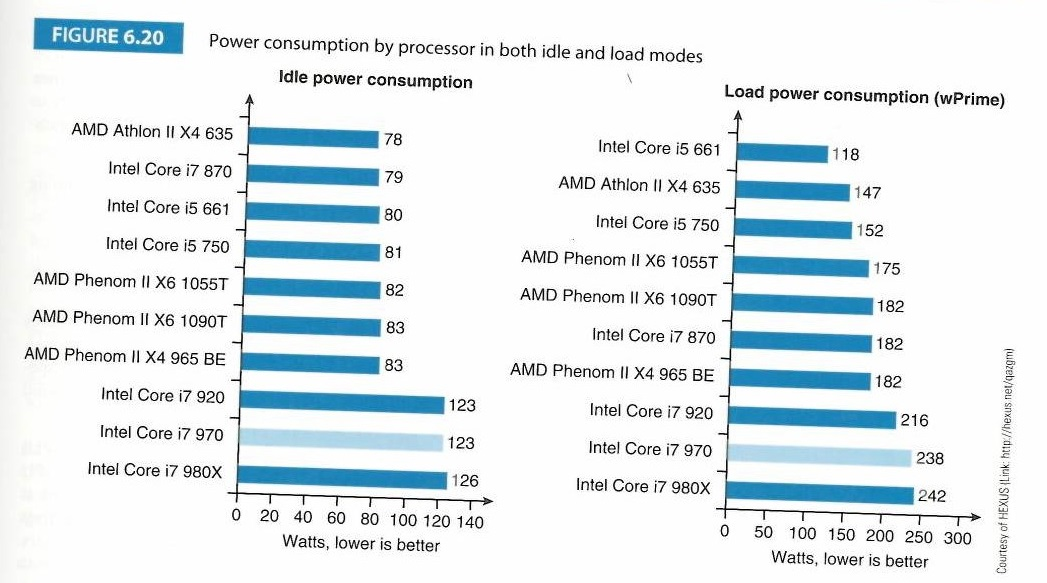 FIGURE 6.20
Power consumption by processor in both idle and load modes
Idle power consumption
AMD Athlon II X4 635 78
Intel Core i7 870 79
Intel Core i5 661 80
Intel Core i5 750 81
AMD Phenom II X6 1055T 82
AMD Phenom II X6 1090T 83
AMD Phenom II X4 965 BE 83
Intel Core i7 920 123
Intel Core i7 970 123
Intel Core i7 980X 126
0 20 40 60 80 100 120 140
Watts, lower is better
Load power consumption (wPrime)
Intel Core i5 661 118
AMD Athlon II X4 635 147
Intel Core i5 750 152
AMD Phenom II X6 1055T 175
AMD Phenom II X6 1090T 182
Intel Core i7 870 182
AMD Phenom II X4 965 BE 182
Intel Core i7 920 216
Intel Core i7 970 238
Intel Core i7 980X 242
0 50 100 150 200 250 300
Watts, lower is better
Courtesy of HEXUS (Link: http://hexus.net/qazgm)